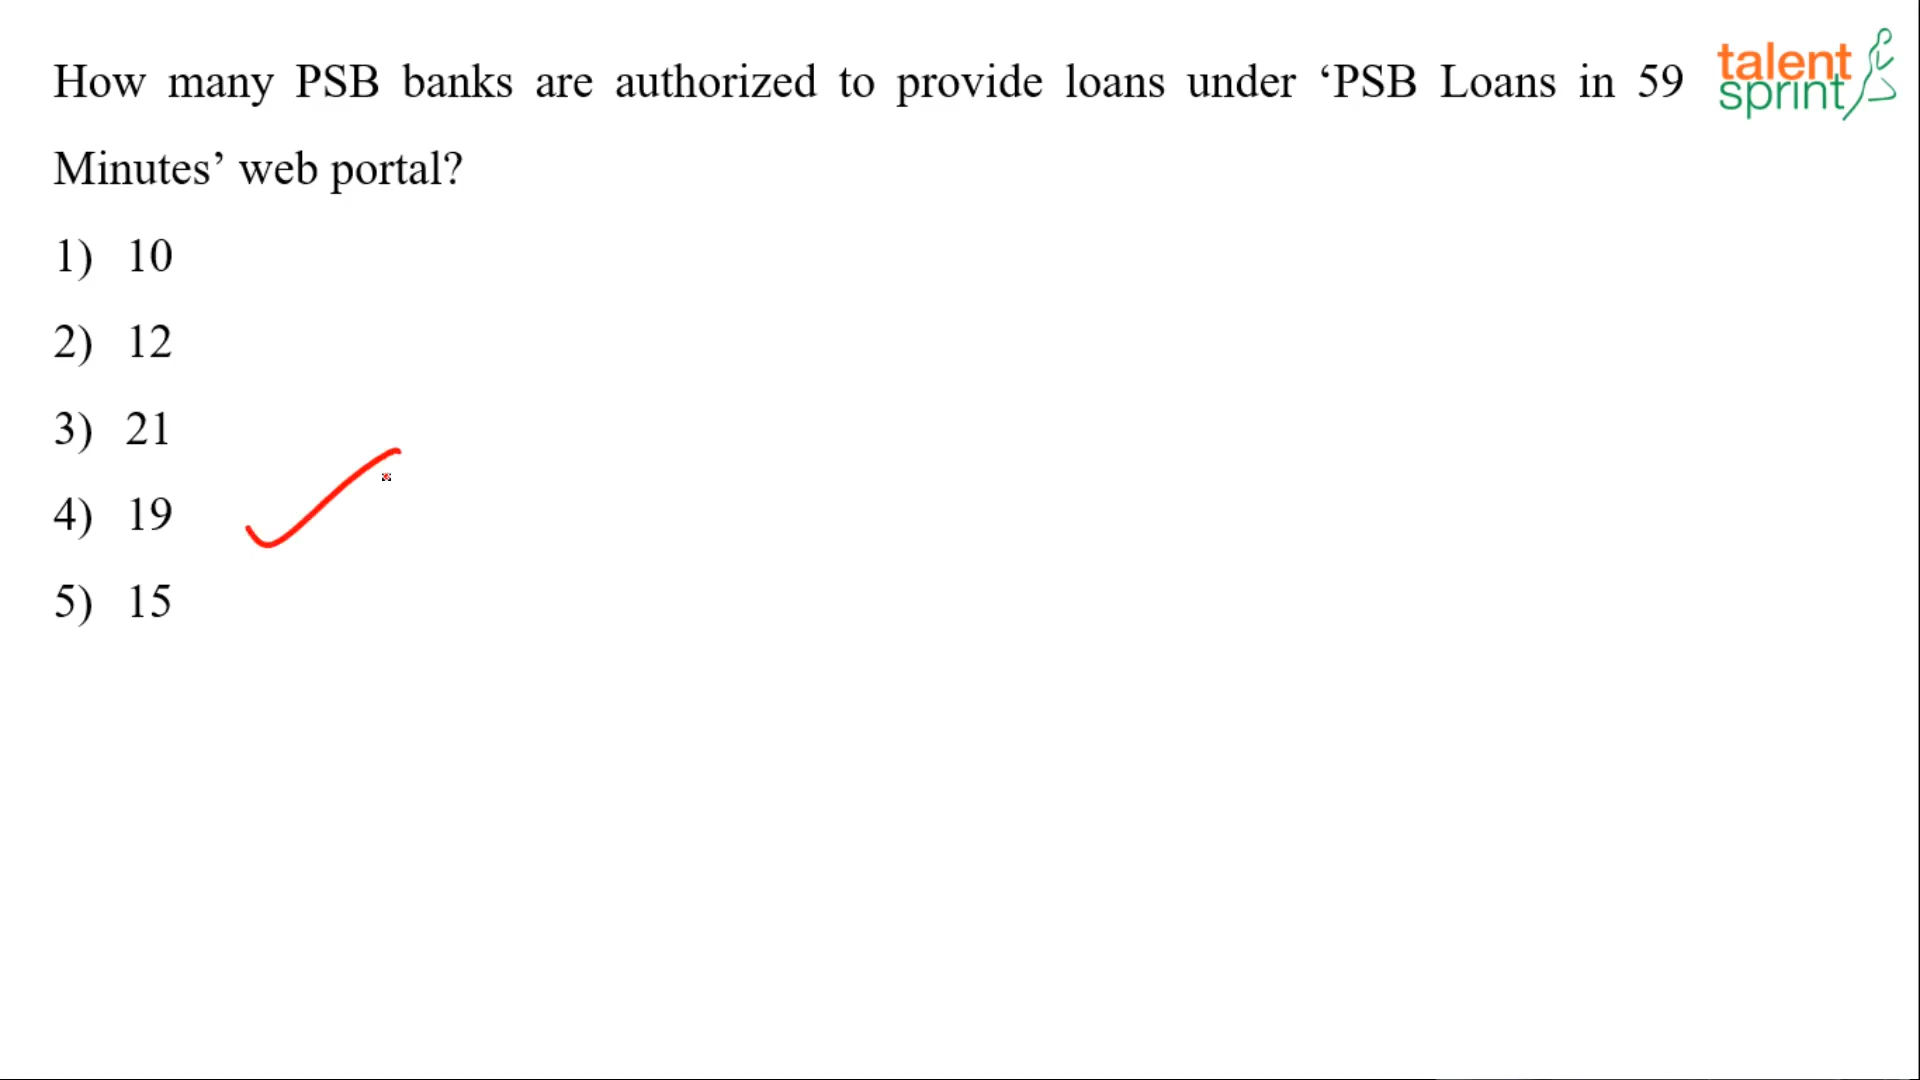 How many PSB banks are authorized to provide loans under ‘PSB Loans in 59
Minutes’ web portal?
1) 10
2) 12
3) 21
4) 19
5) 15
talent
sprint